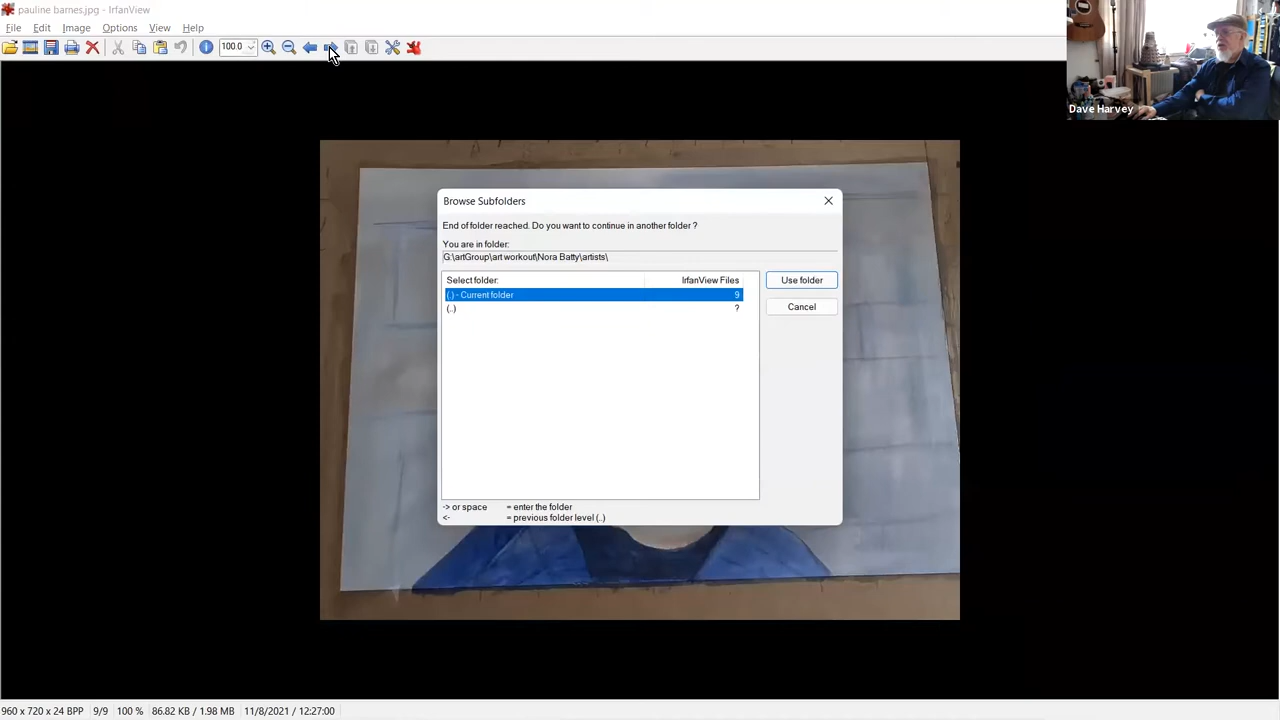 pauline barnes.jpg - IrfanView
File Edit Image Options View Help
100.0
Dave Harvey
Browse Subfolders
End of folder reached. Do you want to continue in another folder ?
You are in folder:
G:\artGroup\art workout\Nora Batty\artists\
Select folder: IrfanView Files
(.) - Current folder 9
(..) ?
Use folder
Cancel
-> or space = enter the folder
<- = previous folder level (..)
960 x 720 x 24 BPP 9/9 100 % 86.82 KB / 1.98 MB 11/8/2021 / 12:27:00